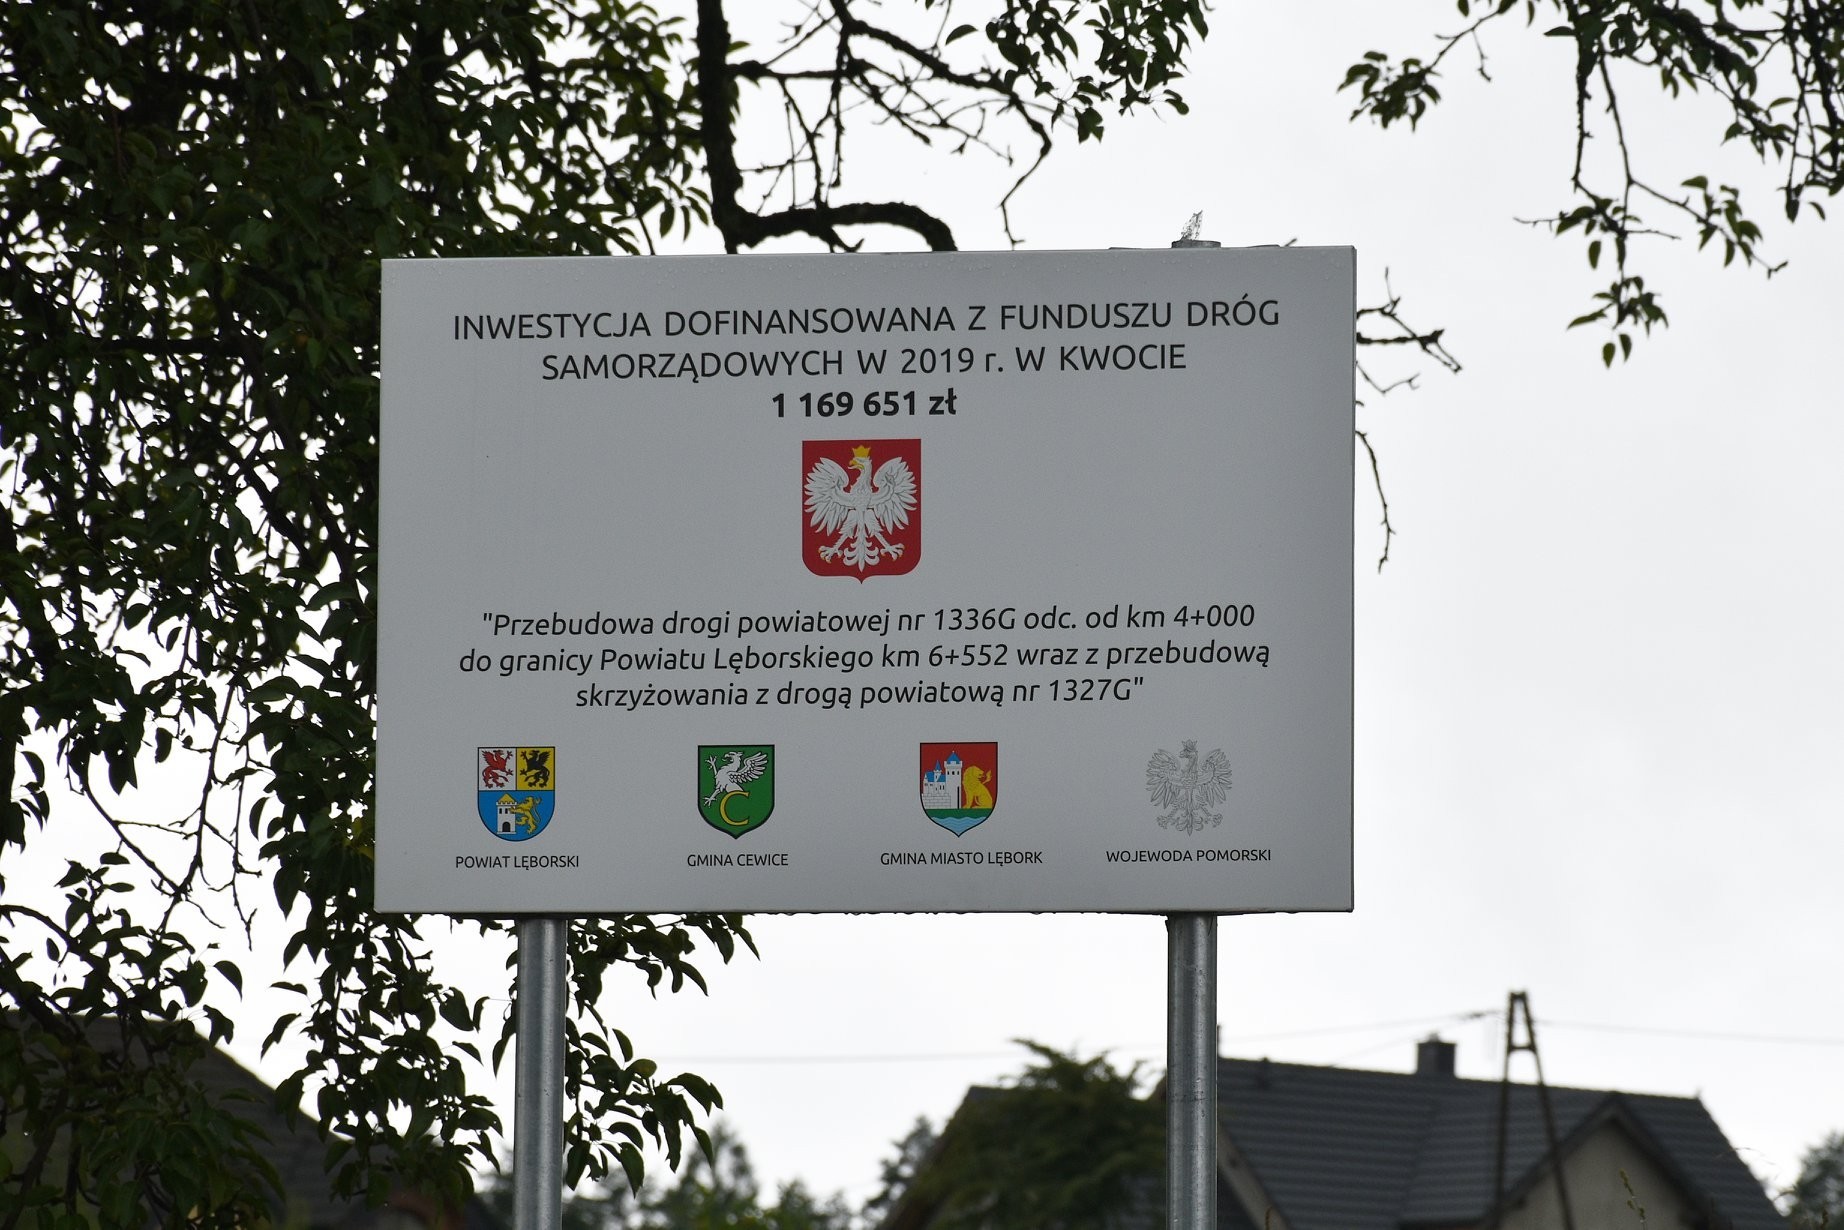 INWESTYCJA DOFINANSOWANA Z FUNDUSZU DRÓG
SAMORZĄDOWYCH W 2019 r. W KWOCIE
1 169 651 zł
"Przebudowa drogi powiatowej nr 1336G odc. od km 4+000
do granicy Powiatu Lęborskiego km 6+552 wraz z przebudową
skrzyżowania z drogą powiatową nr 1327G"
C
POWIAT LĘBORSKI
GMINA CEWICE
GMINA MIASTO LĘBORK
WOJEWODA POMORSKI